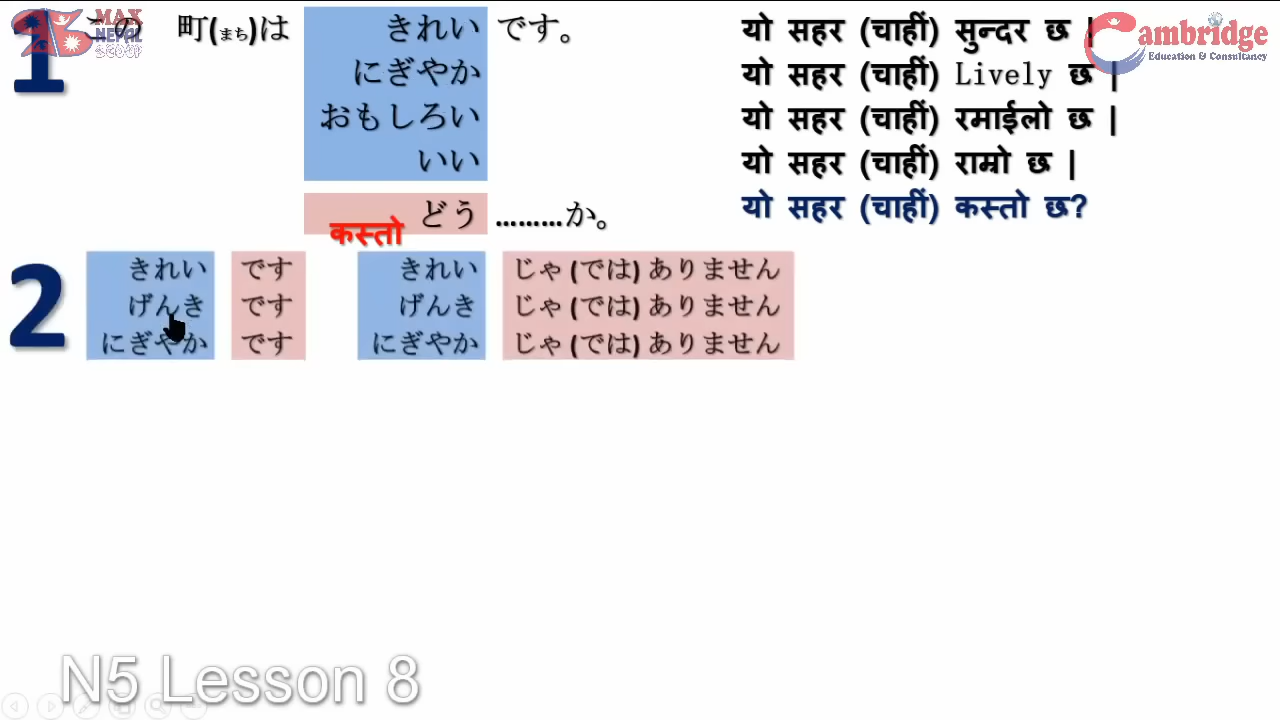 1
この 町(まち)は きれい です。
にぎやか
おもしろい
いい
どう ………か。
कस्तो
यो सहर (चाहीं) सुन्दर छ |
यो सहर (चाहीं) Lively छ |
यो सहर (चाहीं) रमाईलो छ |
यो सहर (चाहीं) राम्रो छ |
यो सहर (चाहीं) कस्तो छ?
MAX
NEPAL
SCOOP
Cambridge
Education & Consultancy
2
きれい です きれい じゃ (では) ありません
げんき です げんき じゃ (では) ありません
にぎやか です にぎやか じゃ (では) ありません
N5 Lesson 8